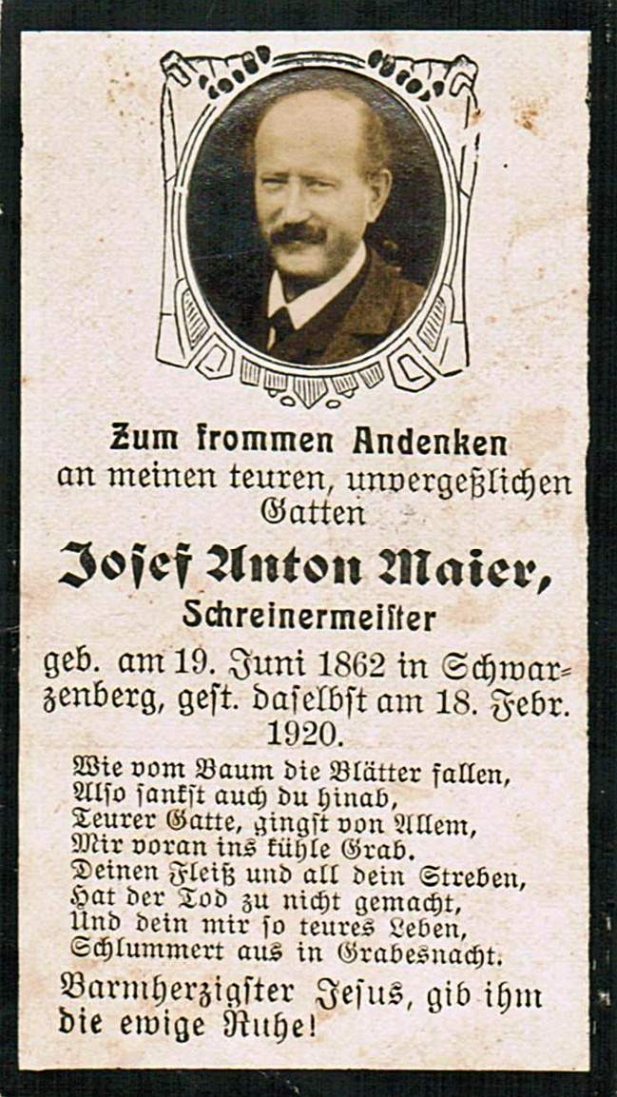 Zum frommen Andenken
an meinen teuren, unvergeßlichen
Gatten
Josef Anton Maier,
Schreinermeister
geb. am 19. Juni 1862 in Schwar⸗
zenberg, gest. daselbst am 18. Febr.
1920.
Wie vom Baum die Blätter fallen,
Also sankst auch du hinab,
Teurer Gatte, gingst von Allem,
Mir voran ins kühle Grab.
Deinen Fleiß und all dein Streben,
Hat der Tod zu nicht gemacht,
Und dein mir so teures Leben,
Schlummert aus in Grabesnacht.
Barmherzigster Jesus, gib ihm
die ewige Ruhe!